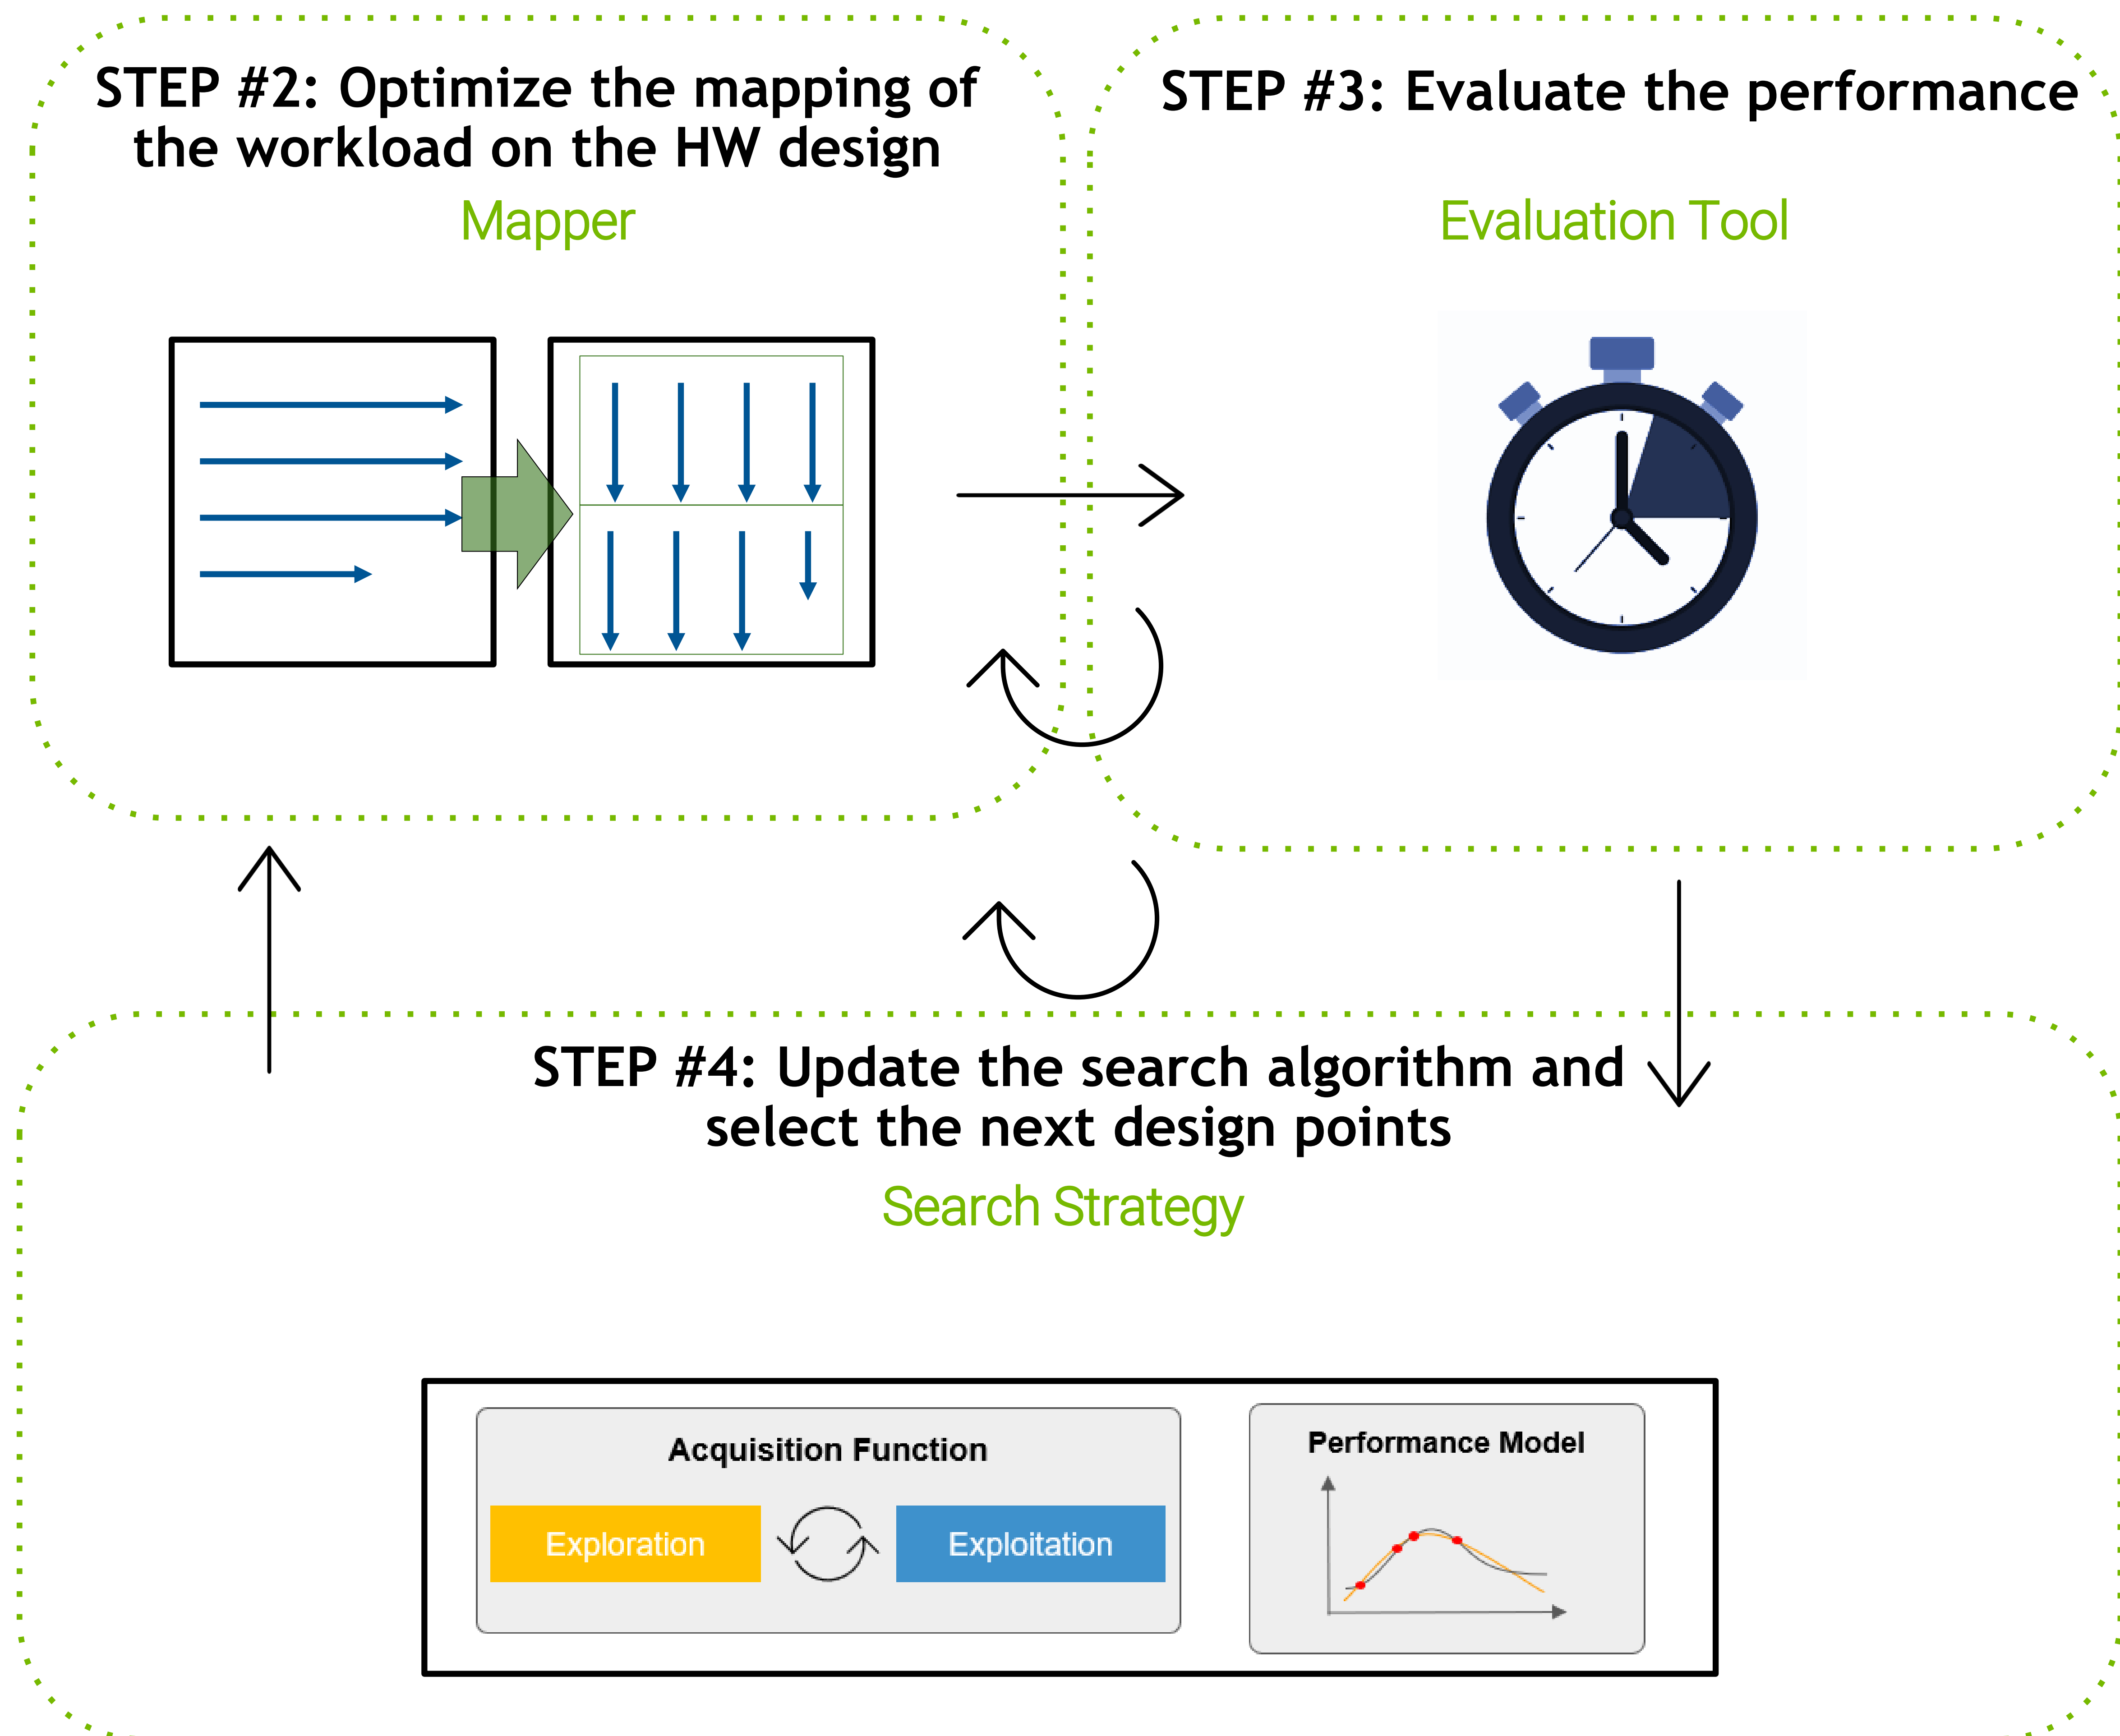 STEP #2: Optimize the mapping of
the workload on the HW design
Mapper
STEP #3: Evaluate the performance
Evaluation Tool
STEP #4: Update the search algorithm and
select the next design points
Search Strategy
Acquisition Function
Exploration
Exploitation
Performance Model